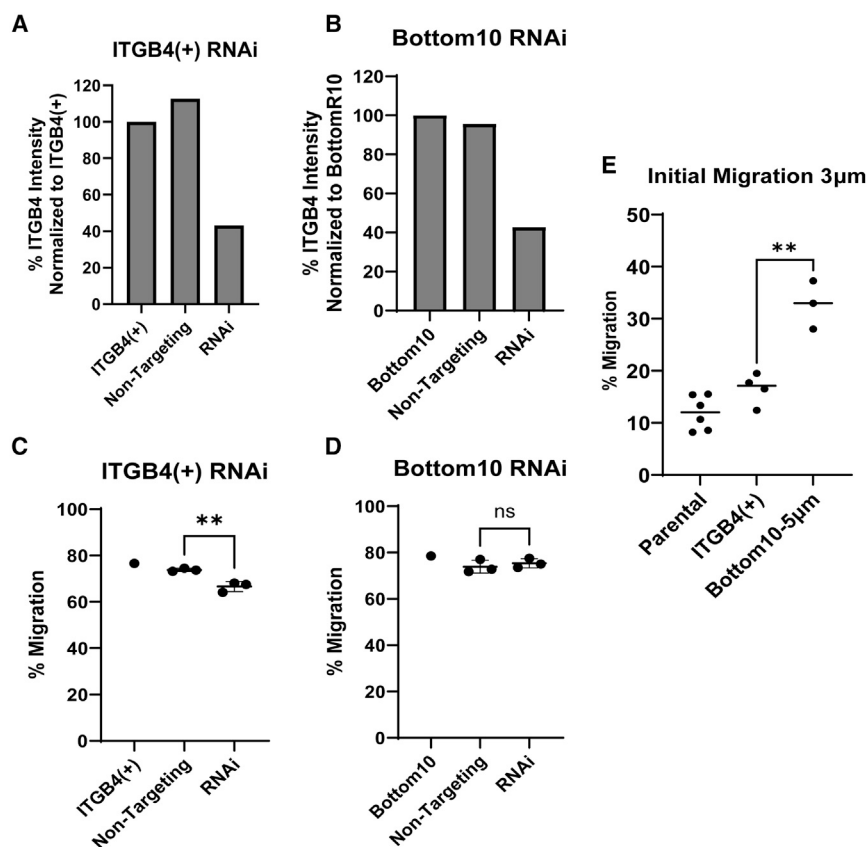 A
ITGB4(+) RNAi
% ITGB4 Intensity
Normalized to ITGB4(+)
120
100
80
60
40
20
0
ITGB4(+)
Non-Targeting
RNAi
B
Bottom10 RNAi
% ITGB4 Intensity
Normalized to BottomR10
120
100
80
60
40
20
0
Bottom10
Non-Targeting
RNAi
C
ITGB4(+) RNAi
% Migration
100
80
60
40
20
0
**
ITGB4(+)
Non-Targeting
RNAi
D
Bottom10 RNAi
% Migration
100
80
60
40
20
0
ns
Bottom10
Non-Targeting
RNAi
E
Initial Migration 3μm
% Migration
50
40
30
20
10
0
**
Parental
ITGB4(+)
Bottom10-5μm